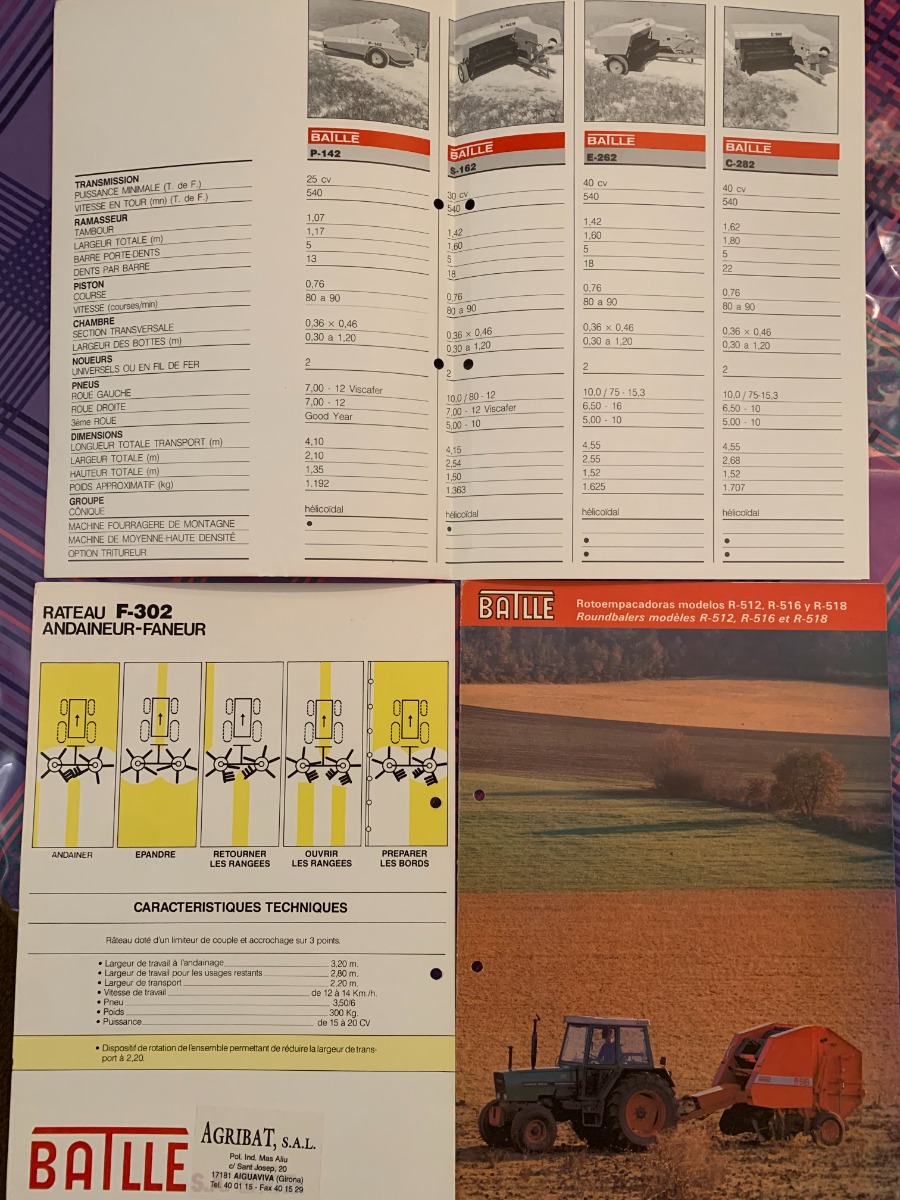 BATLLE
P-142
BATLLE
S-162
BATLLE
E-262
BATLLE
C-282
TRANSMISSION
PUISSANCE MINIMALE (T. de F.) 25 cv 30 cv 40 cv 40 cv
VITESSE EN TOUR (mn) (T. de F.) 540 540 540 540
RAMASSEUR
TAMBOUR 1,07 1,42 1,42 1,62
LARGEUR TOTALE (m) 1,17 1,60 1,60 1,80
BARRE PORTE-DENTS 5 5 5 5
DENTS PAR BARRE 13 18 18 22
PISTON
COURSE 0,76 0,76 0,76 0,76
VITESSE (courses/min) 80 a 90 80 a 90 80 a 90 80 a 90
CHAMBRE
SECTION TRANSVERSALE 0,36 × 0,46 0,36 × 0,46 0,36 × 0,46 0,36 × 0,46
LARGEUR DES BOTTES (m) 0,30 a 1,20 0,30 a 1,20 0,30 a 1,20 0,30 a 1,20
NOUEURS
UNIVERSELS OU EN FIL DE FER 2 2 2 2
PNEUS
ROUE GAUCHE 7,00 - 12 Viscafer 10,0 / 80 - 12 10,0 / 75 - 15,3 10,0 / 75-15,3
ROUE DROITE 7,00 - 12 7,00 - 12 Viscafer 6,50 - 16 6,50 - 10
3éme ROUE Good Year 5,00 - 10 5,00 - 10 5,00 - 10
DIMENSIONS
LONGUEUR TOTALE TRANSPORT (m) 4,10 4,15 4,55 4,55
LARGEUR TOTALE (m) 2,10 2,54 2,55 2,68
HAUTEUR TOTALE (m) 1,35 1,50 1,52 1,52
POIDS APPROXIMATIF (kg) 1.192 1.363 1.625 1.707
GROUPE
CÔNIQUE hélicoïdal hélicoïdal hélicoïdal hélicoïdal
MACHINE FOURRAGERE DE MONTAGNE ● ●
MACHINE DE MOYENNE-HAUTE DENSITÉ ● ●
OPTION TRITUREUR ● ●
RATEAU F-302
ANDAINEUR-FANEUR
ANDAINER
EPANDRE
RETOURNER
LES RANGEES
OUVRIR
LES RANGEES
PREPARER
LES BORDS
CARACTERISTIQUES TECHNIQUES
Râteau doté d'un limiteur de couple et accrochage sur 3 points.
• Largeur de travail à l'andainage 3,20 m.
• Largeur de travail pour les usages restants 2,80 m.
• Largeur de transport 2,20 m.
• Vitesse de travail de 12 à 14 Km./h.
• Pneu 3,50/6
• Poids 300 Kg.
• Puissance de 15 à 20 CV
• Dispositif de rotation de l'ensemble permettant de réduire la largeur de trans-
port à 2,20.
BATLLE
AGRIBAT, S.A.L.
Pol. Ind. Mas Aliu
c/ Sant Josep, 20
17181 AIGUAVIVA (Girona)
Tel. 40 01 15 - Fax 40 15 29
BATLLE
Rotoempacadoras modelos R-512, R-516 y R-518
Roundbalers modèles R-512, R-516 et R-518